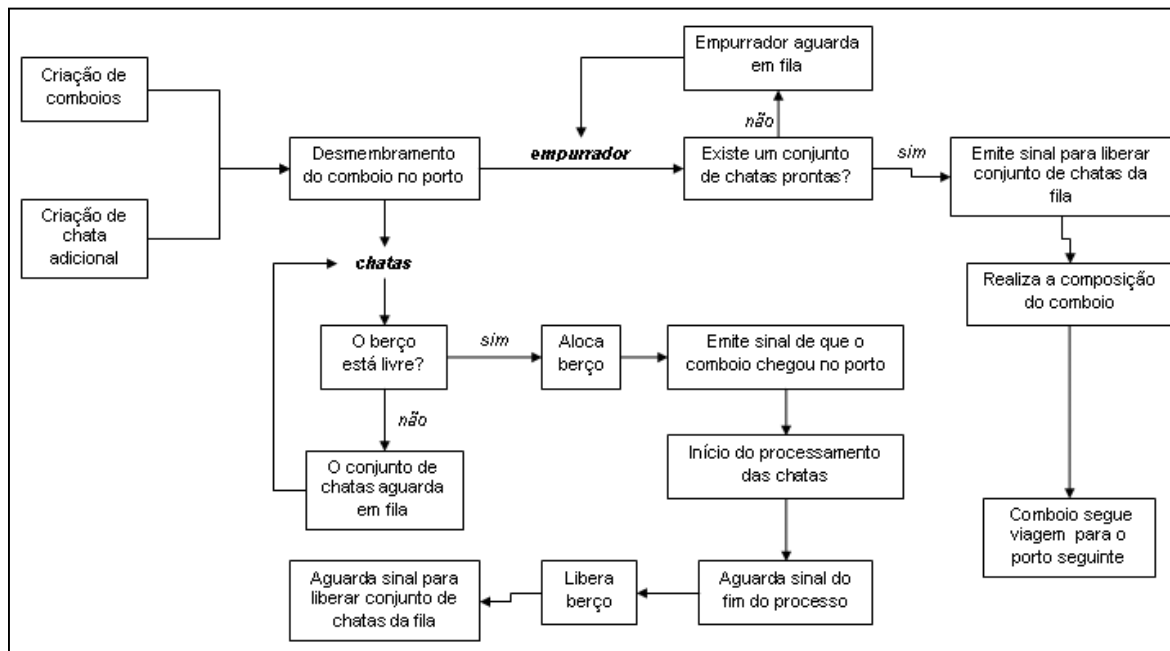 Criação de
comboios
Criação de
chata
adicional
Desmembramento
do comboio no porto
empurrador
Empurrador aguarda
em fila
não
Existe um conjunto
de chatas prontas?
sim
Emite sinal para liberar
conjunto de chatas da
fila
Realiza a composição
do comboio
Comboio segue
viagem para o
porto seguinte
chatas
O berço
está livre?
sim
Aloca
berço
Emite sinal de que o
comboio chegou no porto
não
O conjunto de
chatas aguarda
em fila
Início do processamento
das chatas
Aguarda sinal do
fim do processo
Libera
berço
Aguarda sinal para
liberar conjunto de
chatas da fila